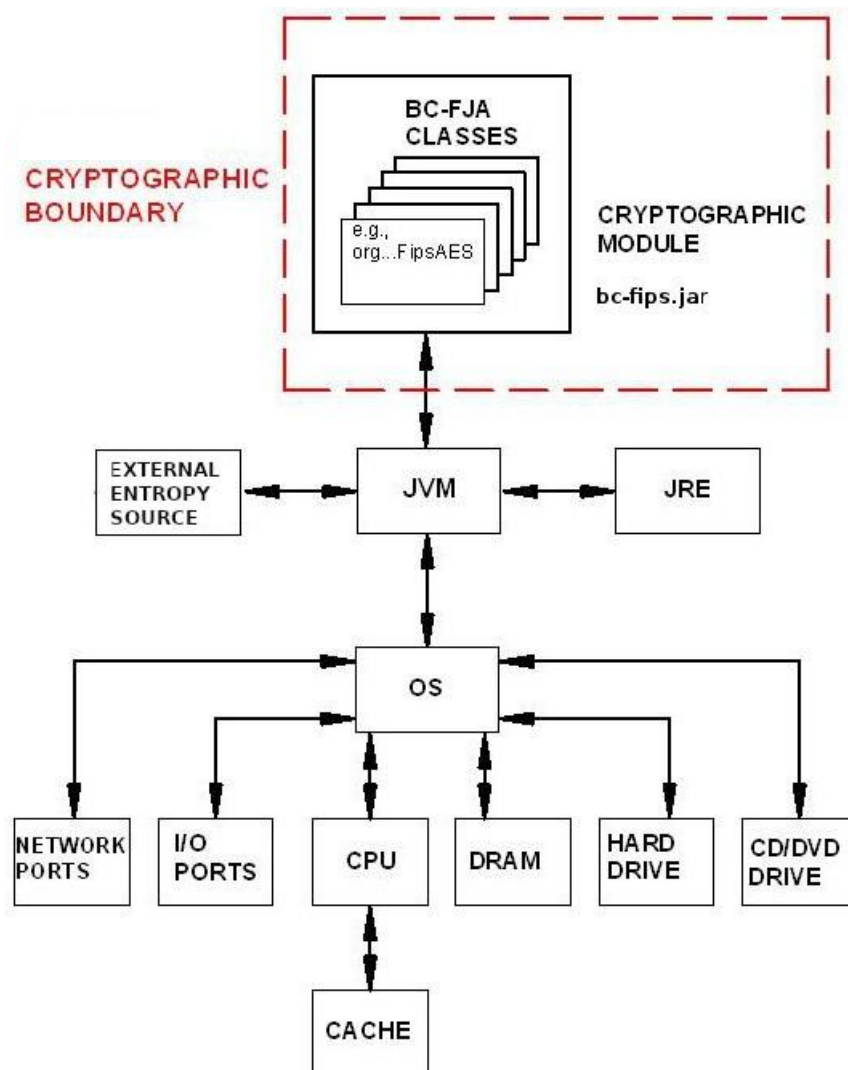 BC-FJA
CLASSES
CRYPTOGRAPHIC
BOUNDARY
e.g.,
org...FipsAES
CRYPTOGRAPHIC
MODULE
bc-fips.jar
EXTERNAL
ENTROPY
SOURCE
JVM
JRE
OS
NETWORK
PORTS
I/O
PORTS
CPU
DRAM
HARD
DRIVE
CD/DVD
DRIVE
CACHE